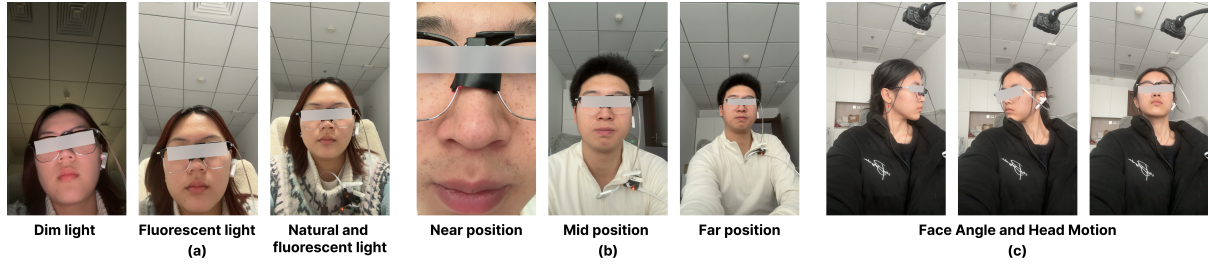 Dim light
Fluorescent light
Natural and
fluorescent light
(a)
Near position
Mid position
Far position
(b)
Face Angle and Head Motion
(c)